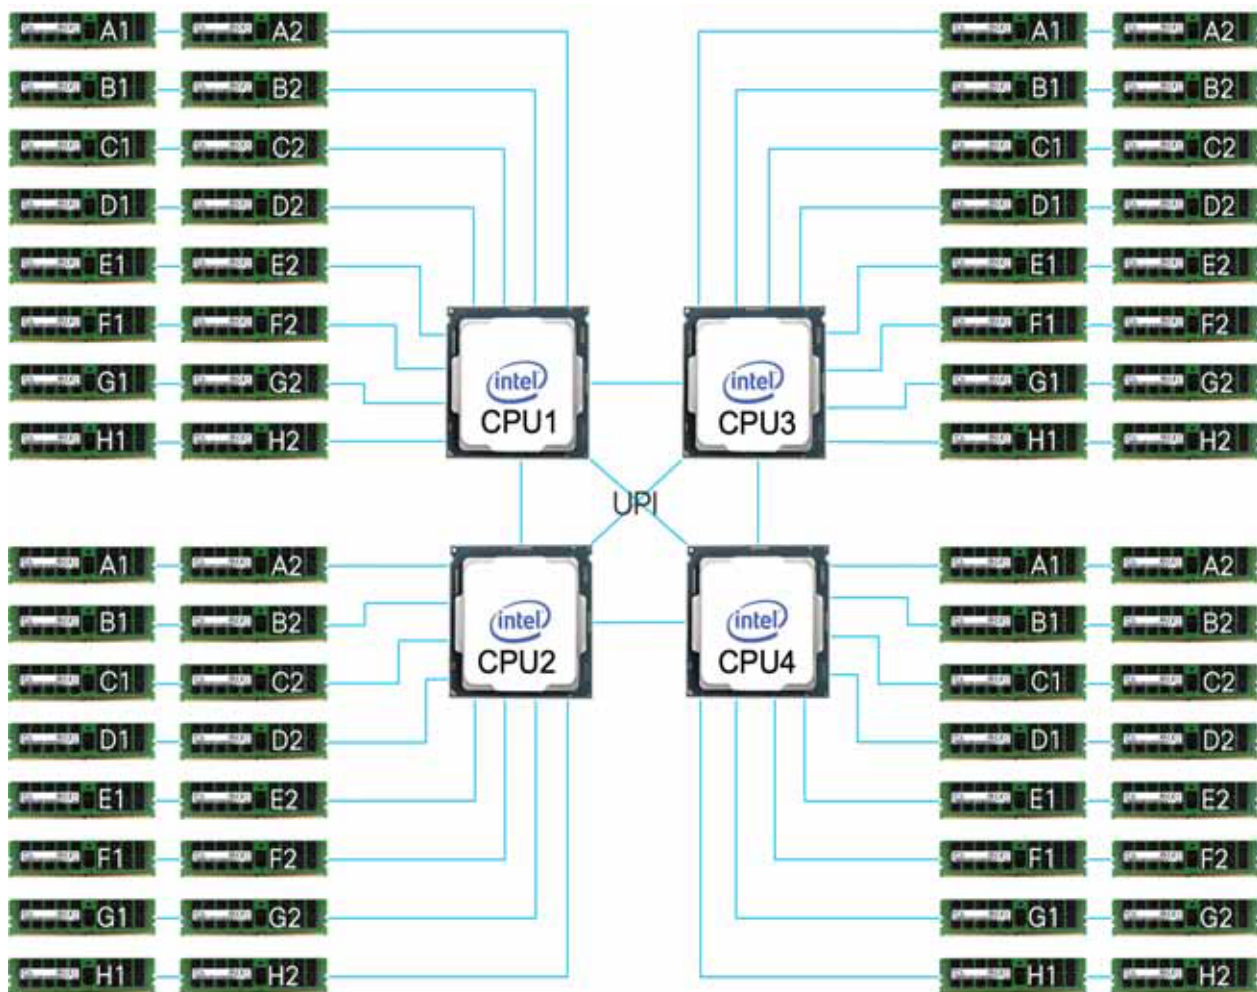 A1 A2 A1 A2
B1 B2 B1 B2
C1 C2 C1 C2
D1 D2 D1 D2
E1 E2 E1 E2
F1 F2 F1 F2
G1 G2 G1 G2
H1 H2 H1 H2
intel intel
CPU1 CPU3
UPI
A1 A2 A1 A2
B1 B2 B1 B2
intel intel
CPU2 CPU4
C1 C2 C1 C2
D1 D2 D1 D2
E1 E2 E1 E2
F1 F2 F1 F2
G1 G2 G1 G2
H1 H2 H1 H2